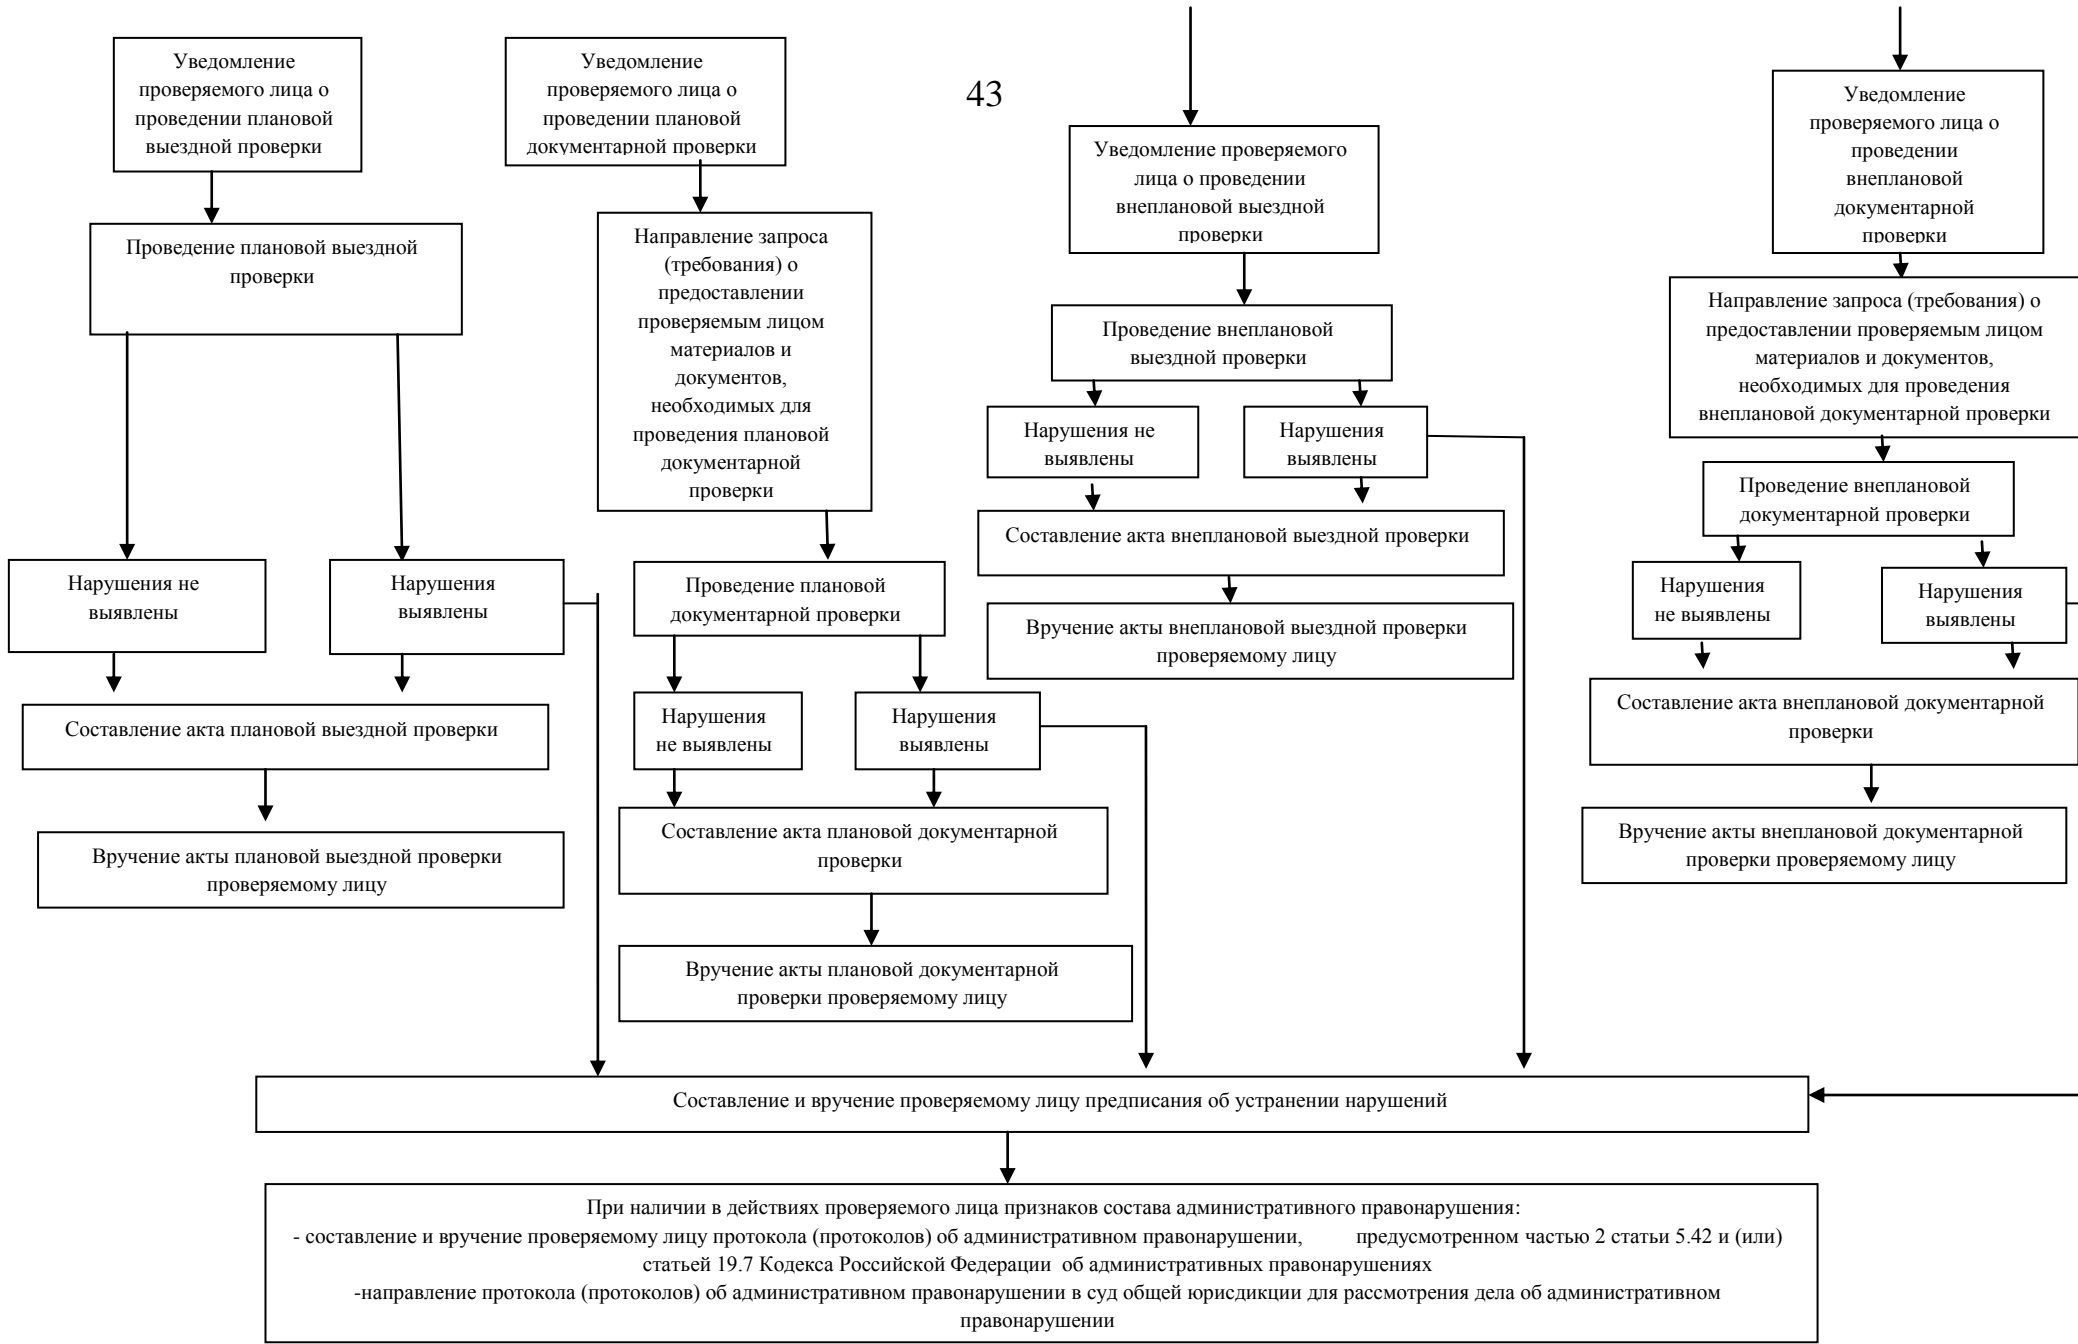 43
Уведомление
проверяемого лица о
проведении плановой
выездной проверки
Проведение плановой выездной
проверки
Нарушения не
выявлены
Нарушения
выявлены
Составление акта плановой выездной проверки
Вручение акты плановой выездной проверки
проверяемому лицу
Уведомление
проверяемого лица о
проведении плановой
документарной проверки
Направление запроса
(требования) о
предоставлении
проверяемым лицом
материалов и
документов,
необходимых для
проведения плановой
документарной
проверки
Проведение плановой
документарной проверки
Нарушения
не выявлены
Нарушения
выявлены
Составление акта плановой документарной
проверки
Вручение акты плановой документарной
проверки проверяемому лицу
Уведомление проверяемого
лица о проведении
внеплановой выездной
проверки
Проведение внеплановой
выездной проверки
Нарушения не
выявлены
Нарушения
выявлены
Составление акта внеплановой выездной проверки
Вручение акты внеплановой выездной проверки
проверяемому лицу
Уведомление
проверяемого лица о
проведении
внеплановой
документарной
проверки
Направление запроса (требования) о
предоставлении проверяемым лицом
материалов и документов,
необходимых для проведения
внеплановой документарной проверки
Проведение внеплановой
документарной проверки
Нарушения
не выявлены
Нарушения
выявлены
Составление акта внеплановой документарной
проверки
Вручение акты внеплановой документарной
проверки проверяемому лицу
Составление и вручение проверяемому лицу предписания об устранении нарушений
При наличии в действиях проверяемого лица признаков состава административного правонарушения:
- составление и вручение проверяемому лицу протокола (протоколов) об административном правонарушении, предусмотренном частью 2 статьи 5.42 и (или)
статьей 19.7 Кодекса Российской Федерации об административных правонарушениях
-направление протокола (протоколов) об административном правонарушении в суд общей юрисдикции для рассмотрения дела об административном
правонарушении